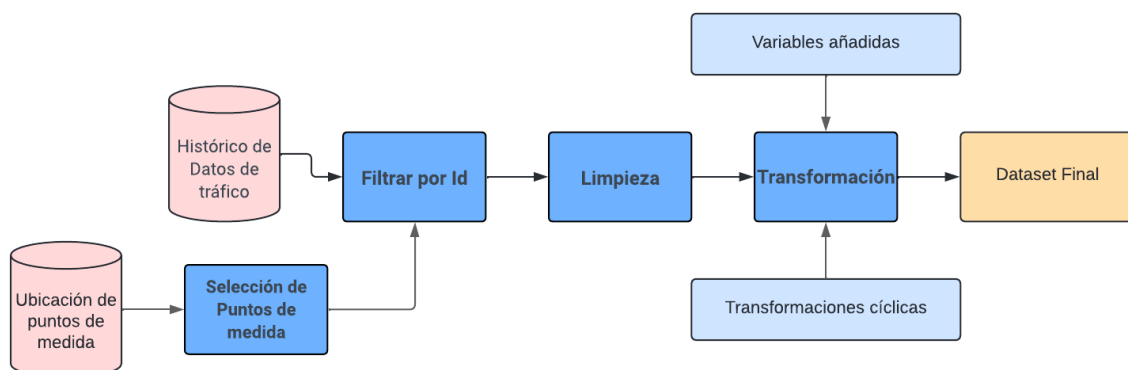 Variables añadidas
Histórico de
Datos de
tráfico
Filtrar por Id
Limpieza
Transformación
Dataset Final
Ubicación de
puntos de
medida
Selección de
Puntos de
medida
Transformaciones cíclicas